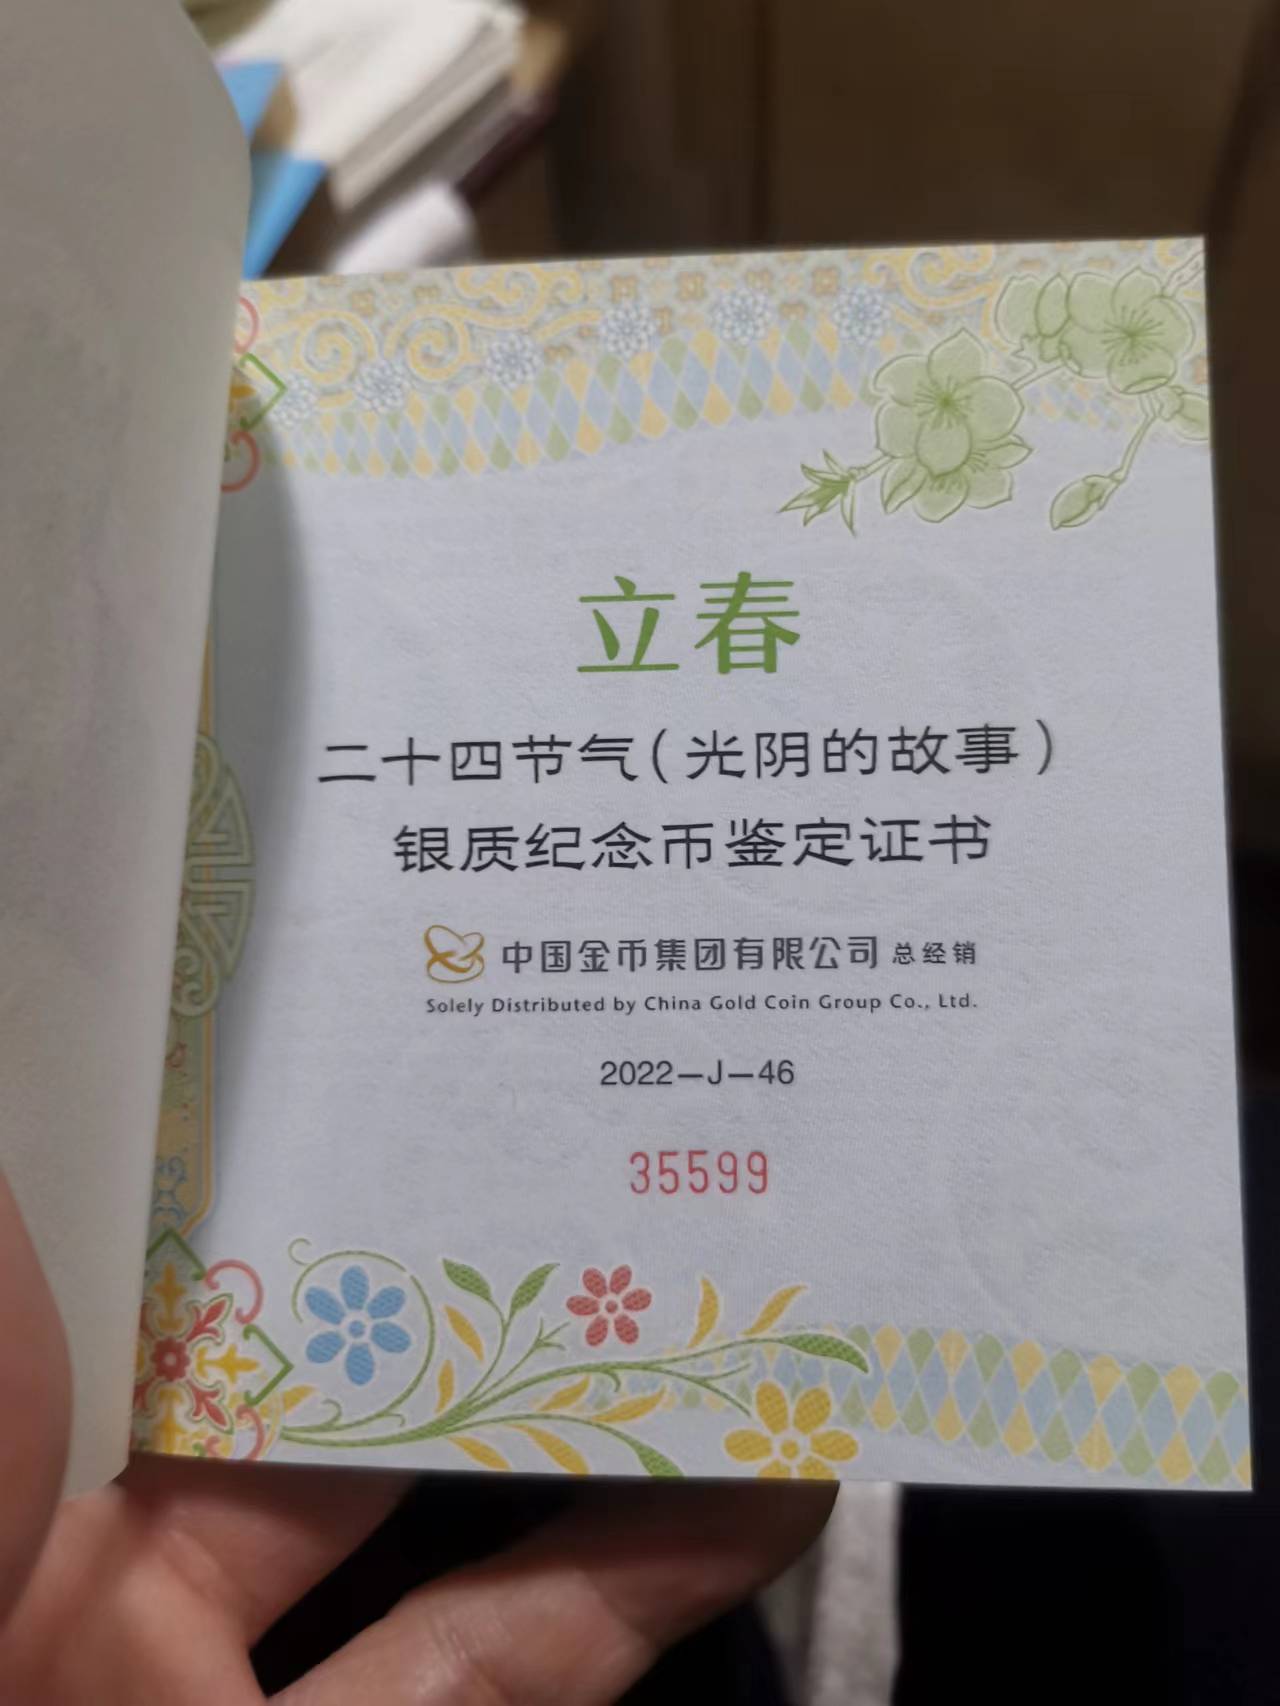 立春
二十四节气(光阴的故事)
银质纪念币鉴定证书
中国金币集团有限公司 总经销
Solely Distributed by China Gold Coin Group Co., Ltd.
2022—J—46
35599